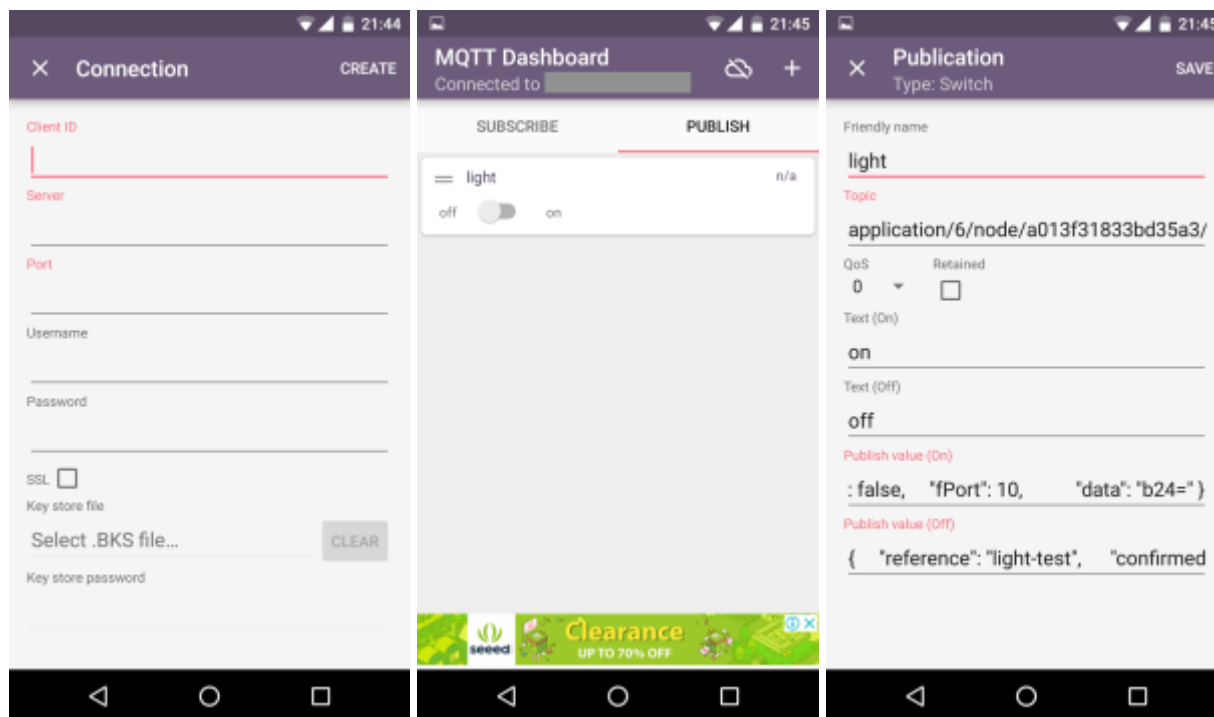 21:44
Connection
CREATE
Client ID
Server
Port
Username
Password
SSL
Key store file
Select .BKS file...
CLEAR
Key store password
21:45
MQTT Dashboard
Connected to
SUBSCRIBE
PUBLISH
light
n/a
off
on
seeed
Clearance
UP TO 70% OFF
21:45
Publication
SAVE
Type: Switch
Friendly name
light
Topic
application/6/node/a013f31833bd35a3/
QoS
Retained
0
Text (On)
on
Text (Off)
off
Publish value (On)
: false, "fPort": 10, "data": "b24=" }
Publish value (Off)
{ "reference": "light-test", "confirmed